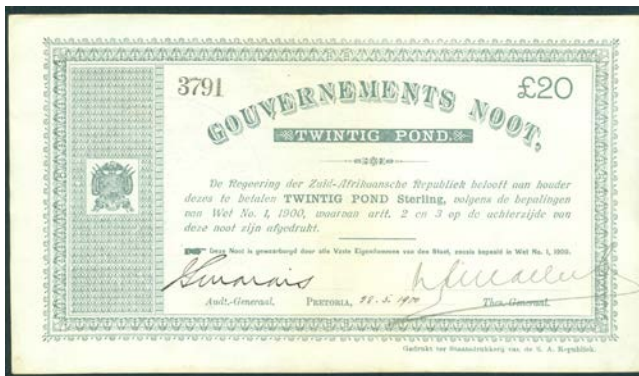 3791
£20
GOUVERNEMENTS NOOT,
TWINTIG POND.
De Regeering der Zuid-Afrikaansche Republiek belooft aan houder
dezes te betalen TWINTIG POND Sterling, volgens de bepalingen
van Wet No. 1, 1900, waarvan artt. 2 en 3 op de achterzijde van
deze noot zijn afgedrukt.
Deze Noot is gewaarborgd door alle Vaste Eigendommen van den Staat, zooals bepaald in Wet No. 1, 1900.
Audt.-Generaal. PRETORIA, 28.5.1900 Thes.-Generaal.
Gedrukt ter Staatsdrukkerij van de Z. A. Republiek.